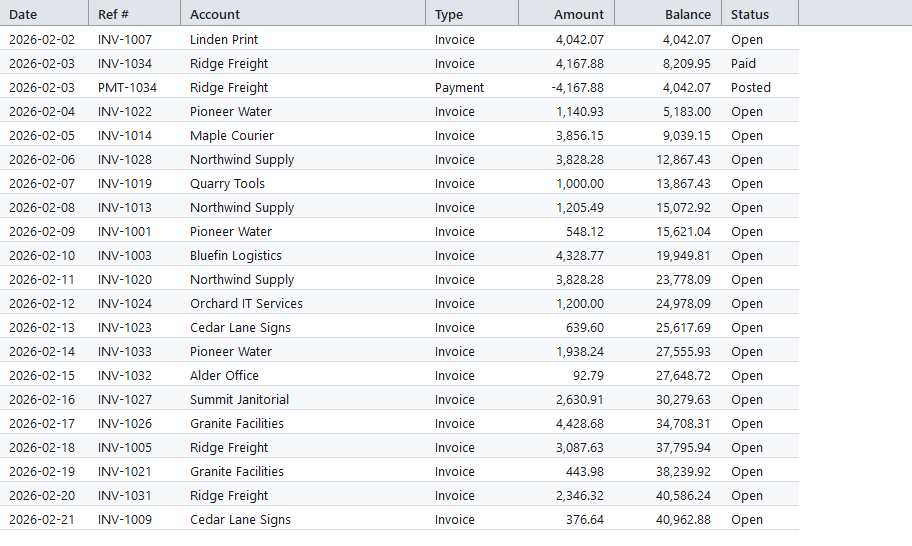 Date Ref # Account Type Amount Balance Status
2026-02-02 INV-1007 Linden Print Invoice 4,042.07 4,042.07 Open
2026-02-03 INV-1034 Ridge Freight Invoice 4,167.88 8,209.95 Paid
2026-02-03 PMT-1034 Ridge Freight Payment -4,167.88 4,042.07 Posted
2026-02-04 INV-1022 Pioneer Water Invoice 1,140.93 5,183.00 Open
2026-02-05 INV-1014 Maple Courier Invoice 3,856.15 9,039.15 Open
2026-02-06 INV-1028 Northwind Supply Invoice 3,828.28 12,867.43 Open
2026-02-07 INV-1019 Quarry Tools Invoice 1,000.00 13,867.43 Open
2026-02-08 INV-1013 Northwind Supply Invoice 1,205.49 15,072.92 Open
2026-02-09 INV-1001 Pioneer Water Invoice 548.12 15,621.04 Open
2026-02-10 INV-1003 Bluefin Logistics Invoice 4,328.77 19,949.81 Open
2026-02-11 INV-1020 Northwind Supply Invoice 3,828.28 23,778.09 Open
2026-02-12 INV-1024 Orchard IT Services Invoice 1,200.00 24,978.09 Open
2026-02-13 INV-1023 Cedar Lane Signs Invoice 639.60 25,617.69 Open
2026-02-14 INV-1033 Pioneer Water Invoice 1,938.24 27,555.93 Open
2026-02-15 INV-1032 Alder Office Invoice 92.79 27,648.72 Open
2026-02-16 INV-1027 Summit Janitorial Invoice 2,630.91 30,279.63 Open
2026-02-17 INV-1026 Granite Facilities Invoice 4,428.68 34,708.31 Open
2026-02-18 INV-1005 Ridge Freight Invoice 3,087.63 37,795.94 Open
2026-02-19 INV-1021 Granite Facilities Invoice 443.98 38,239.92 Open
2026-02-20 INV-1031 Ridge Freight Invoice 2,346.32 40,586.24 Open
2026-02-21 INV-1009 Cedar Lane Signs Invoice 376.64 40,962.88 Open